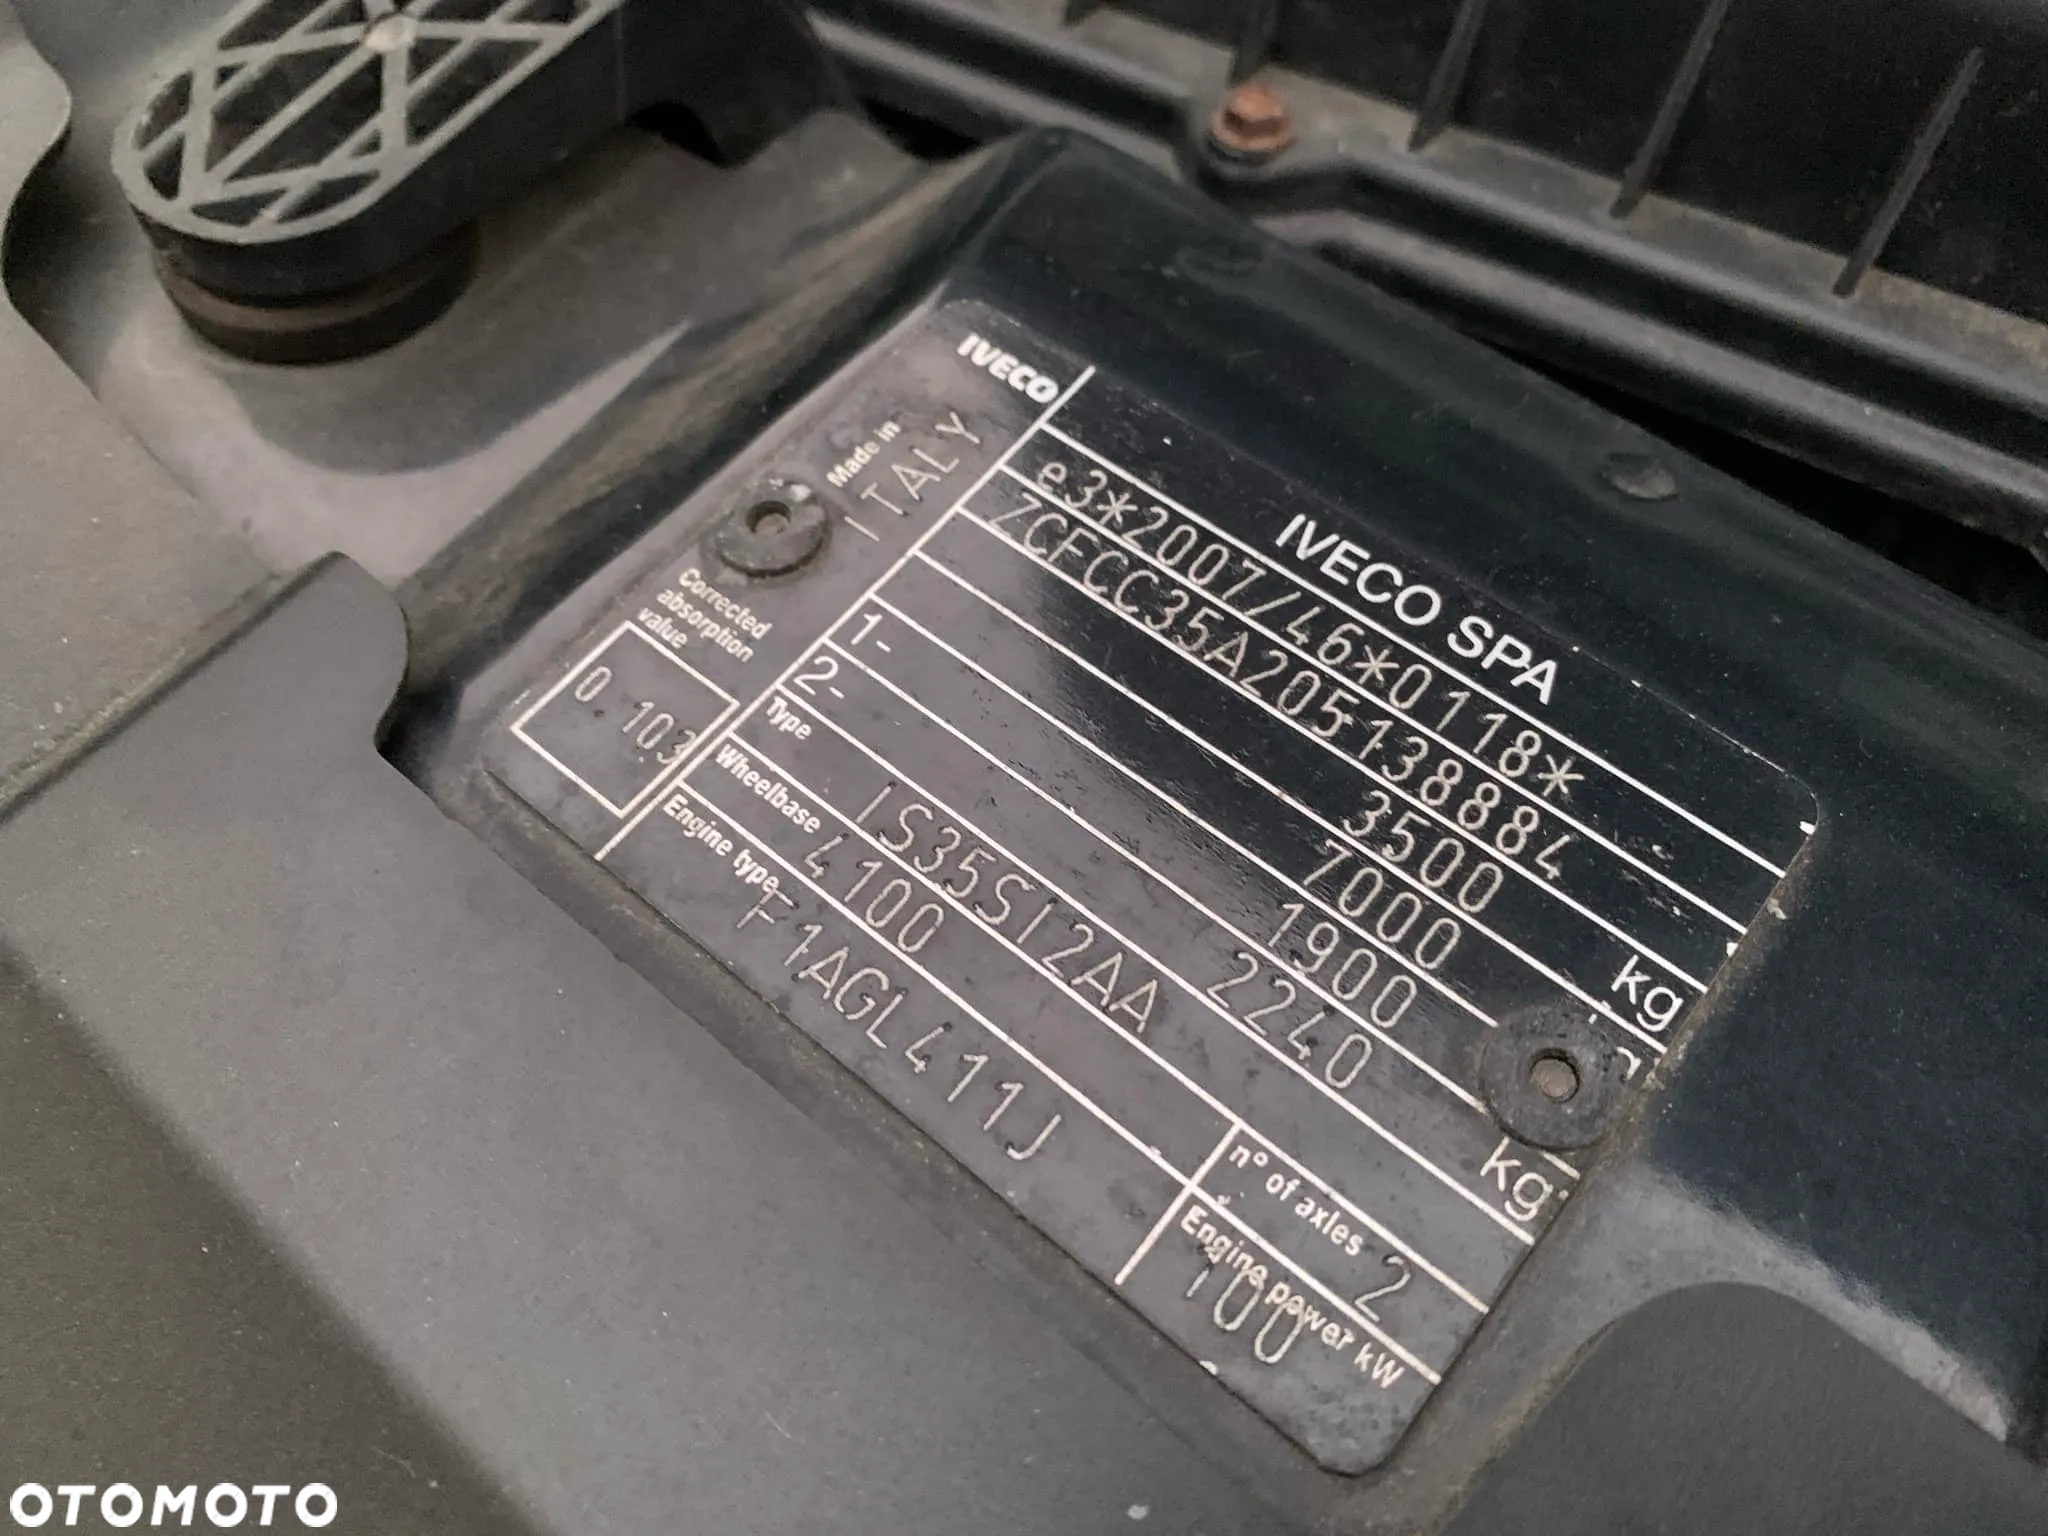 IVECO
IVECO SPA
Made in
ITALY
e3*2007/46*0118*
ZCFCC35A205138884
3500 kg
7000
1- 1900
2- 2240 kg
Corrected
absorption
value
0.103
Type IS35SI2AA
Wheelbase 4100
n° of axles 2
Engine type F1AGL411J
Engine power kW
100
OTOMOTO